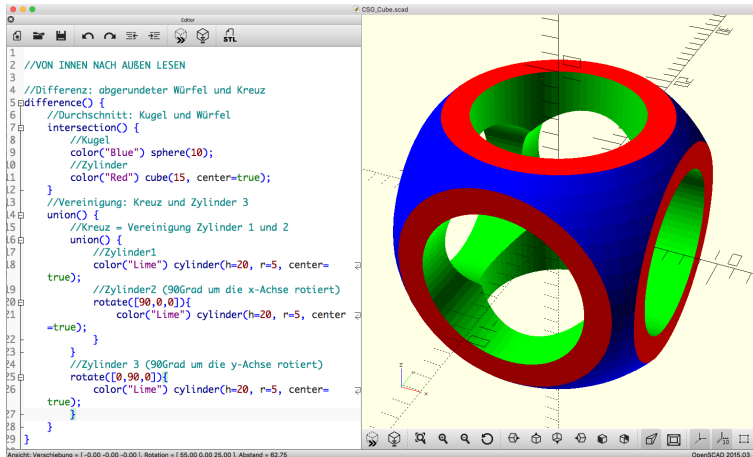 CSG_Cube.scad
Editor
STL
1
2 //VON INNEN NACH AUßEN LESEN
3
4 //Differenz: abgerundeter Würfel und Kreuz
5 difference() {
6 //Durchschnitt: Kugel und Würfel
7 intersection() {
8 //Kugel
9 color("Blue") sphere(10);
10 //Zylinder
11 color("Red") cube(15, center=true);
12 }
13 //Vereinigung: Kreuz und Zylinder 3
14 union() {
15 //Kreuz = Vereinigung Zylinder 1 und 2
16 union() {
17 //Zylinder1
18 color("Lime") cylinder(h=20, r=5, center=
true);
19 //Zylinder2 (90Grad um die x-Achse rotiert)
20 rotate([90,0,0]){
21 color("Lime") cylinder(h=20, r=5, center
=true);
22 }
23 }
24 //Zylinder 3 (90Grad um die y-Achse rotiert)
25 rotate([0,90,0]){
26 color("Lime") cylinder(h=20, r=5, center=
true);
27 }
28 }
29 }
z
10
Ansicht: Verschiebung = [ -0.00 -0.00 -0.00 ], Rotation = [ 55.00 0.00 25.00 ], Abstand = 62.75
OpenSCAD 2015.03